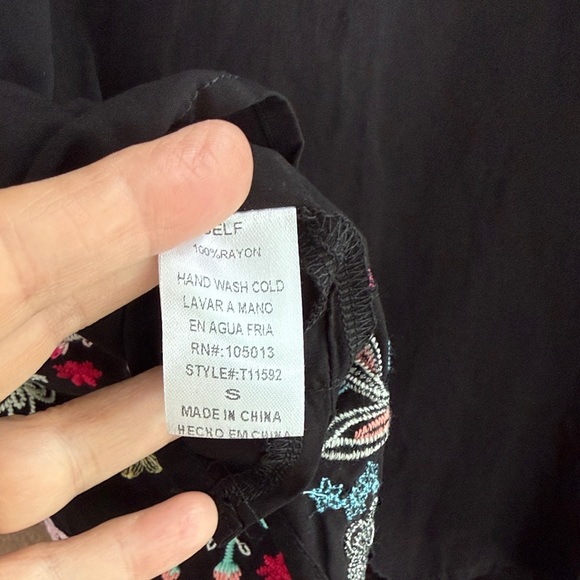 SELF
100%RAYON
HAND WASH COLD
LAVAR A MANO
EN AGUA FRIA
RN#:105013
STYLE#:T11592
S
MADE IN CHINA
HECHO EM CHINA